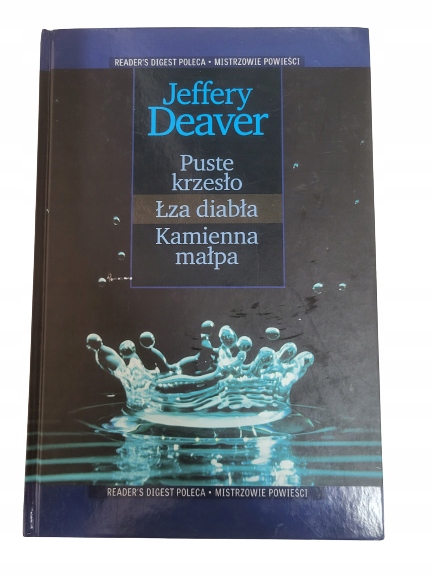 READER'S DIGEST POLECA • MISTRZOWIE POWIEŚCI
Jeffery
Deaver
Puste
krzesło
Łza diabła
Kamienna
małpa
READER'S DIGEST POLECA • MISTRZOWIE POWIEŚCI